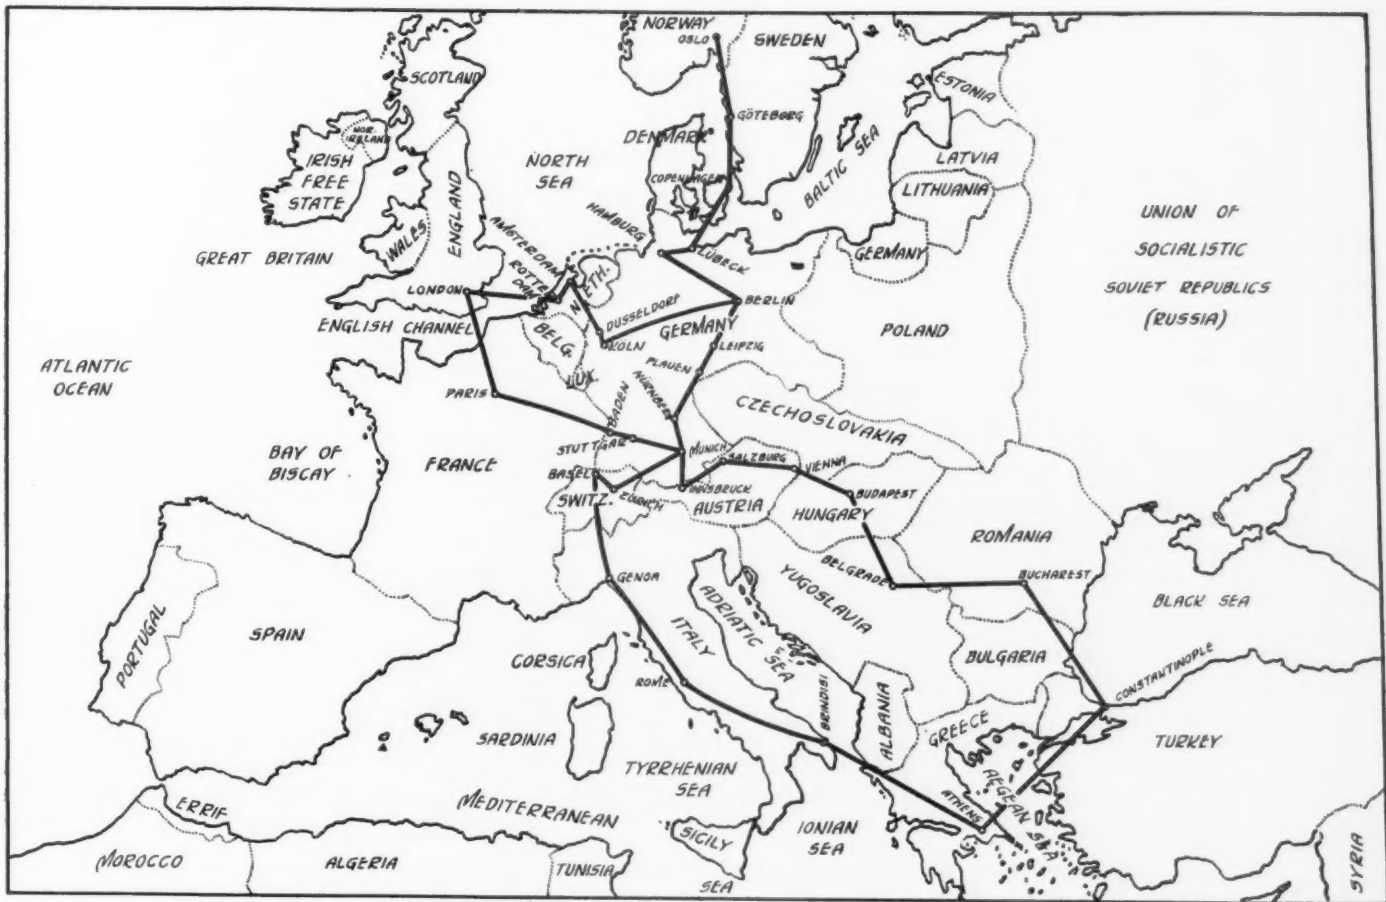 NORWAY
OSLO
SWEDEN
SCOTLAND
ESTONIA
NOR.
IRELAND
IRISH
FREE
STATE
GÖTEBORG
DENMARK
NORTH
SEA
BALTIC SEA
LATVIA
LITHUANIA
COPENHAGEN
ENGLAND
WALES
HAMBURG
AMSTERDAM
ROTTERDAM
NETH.
LÜBECK
GERMANY
UNION OF
SOCIALISTIC
SOVIET REPUBLICS
(RUSSIA)
GREAT BRITAIN
LONDON
BERLIN
ENGLISH CHANNEL
DUSSELDORF
GERMANY
POLAND
BELG.
KÖLN
LEIPZIG
ATLANTIC
OCEAN
LUX.
PLAUEN
PARIS
BADEN
NÜRNBERG
CZECHOSLOVAKIA
STUTTGART
MUNICH
SALZBURG
VIENNA
BAY OF
BISCAY
FRANCE
BASEL
SWITZ.
ZÜRICH
INNSBRUCK
AUSTRIA
BUDAPEST
HUNGARY
ROMANIA
GENOA
BELGRADE
BUCHAREST
YUGOSLAVIA
BLACK SEA
PORTUGAL
SPAIN
ITALY
ADRIATIC SEA
CORSICA
BULGARIA
ROME
BRINDISI
CONSTANTINOPLE
ALBANIA
GREECE
SARDINIA
TURKEY
TYRRHENIAN
SEA
AEGEAN SEA
ERRIF
MEDITERRANEAN
ATHENS
SICILY
IONIAN
SEA
MOROCCO
ALGERIA
TUNISIA
SEA
SYRIA